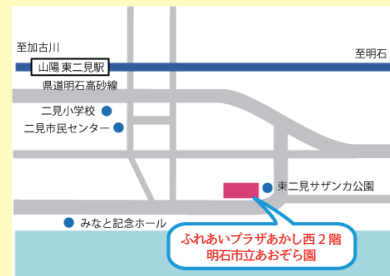 至加古川
至明石
山陽 東二見駅
県道明石高砂線
二見小学校
二見市民センター
東二見サザンカ公園
みなと記念ホール
ふれあいプラザあかし西2階
明石市立あおぞら園